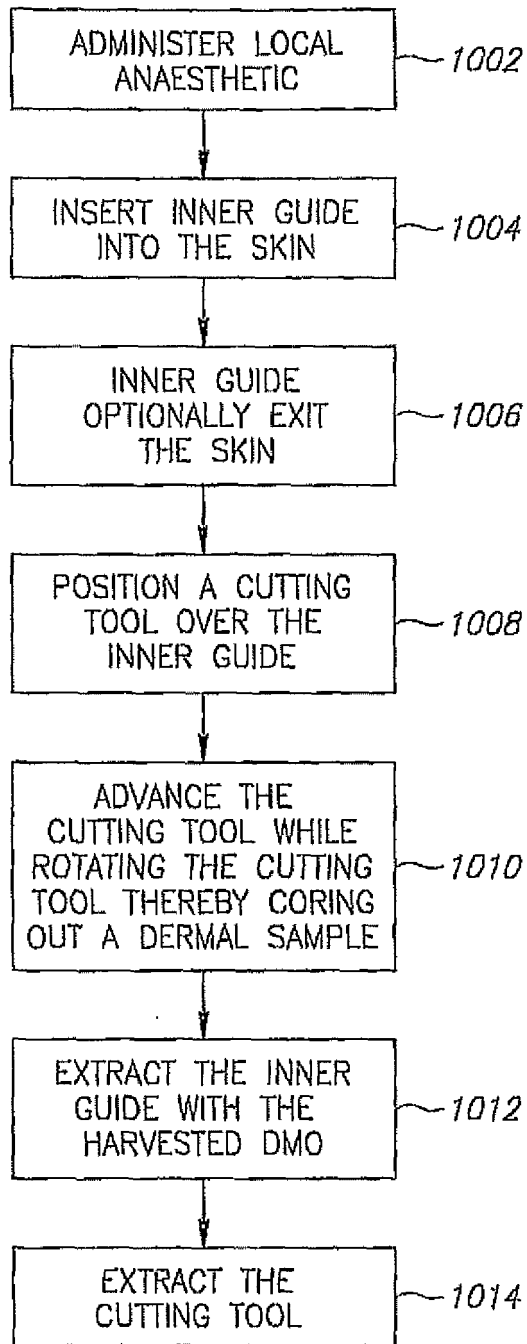 ADMINISTER LOCAL
ANAESTHETIC
1002
INSERT INNER GUIDE
INTO THE SKIN
1004
INNER GUIDE
OPTIONALLY EXIT
THE SKIN
1006
POSITION A CUTTING
TOOL OVER THE
INNER GUIDE
1008
ADVANCE THE
CUTTING TOOL WHILE
ROTATING THE CUTTING
TOOL THEREBY CORING
OUT A DERMAL SAMPLE
1010
EXTRACT THE INNER
GUIDE WITH THE
HARVESTED DMO
1012
EXTRACT THE
CUTTING TOOL
1014